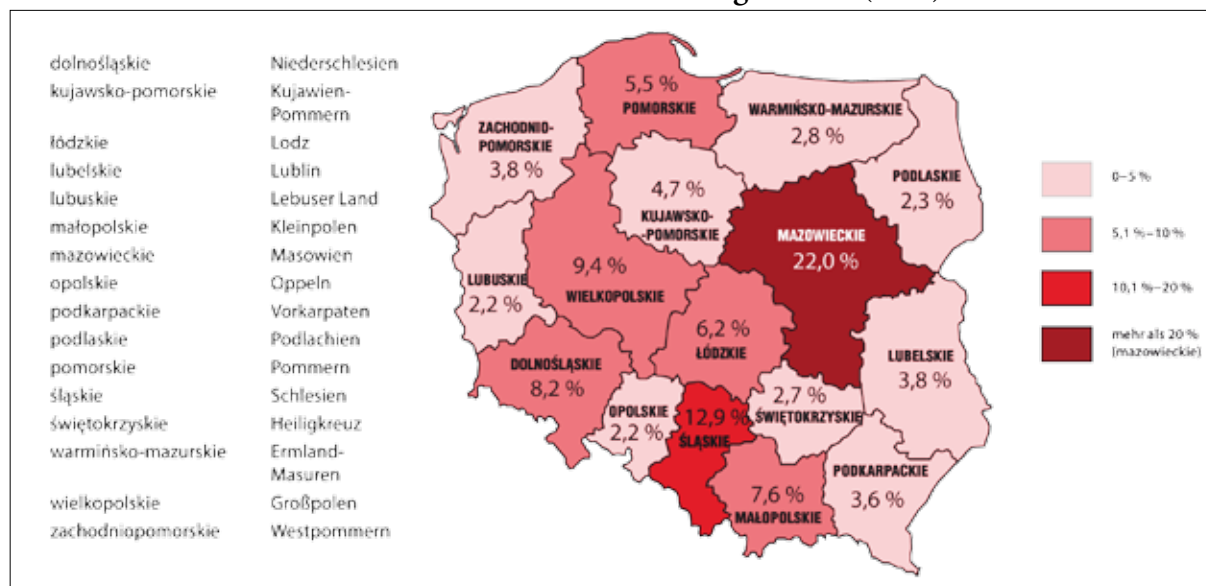 dolnośląskie Niederschlesien
kujawsko-pomorskie Kujawien-
Pommern
łódzkie Lodz
lubelskie Lublin
lubuskie Lebuser Land
małopolskie Kleinpolen
mazowieckie Masowien
opolskie Oppeln
podkarpackie Vorkarpaten
podlaskie Podlachien
pomorskie Pommern
śląskie Schlesien
świętokrzyskie Heiligkreuz
warmińsko-mazurskie Ermland-
Masuren
wielkopolskie Großpolen
zachodniopomorskie Westpommern
5,5 %
POMORSKIE
WARMIŃSKO-MAZURSKIE
2,8 %
ZACHODNIO-
POMORSKIE
3,8 %
4,7 %
KUJAWSKO-
-POMORSKIE
PODLASKIE
2,3 %
MAZOWIECKIE
22,0 %
LUBUSKIE
2,2 %
9,4 %
WIELKOPOLSKIE
6,2 %
ŁÓDZKIE
LUBELSKIE
3,8 %
DOLNOŚLĄSKIE
8,2 %
OPOLSKIE
2,2 %
12,9 %
ŚLĄSKIE
2,7 %
ŚWIĘTOKRZYSKIE
7,6 %
MAŁOPOLSKIE
PODKARPACKIE
3,6 %
0–5 %
5,1 %–10 %
10,1 %–20 %
mehr als 20 %
(mazowieckie)